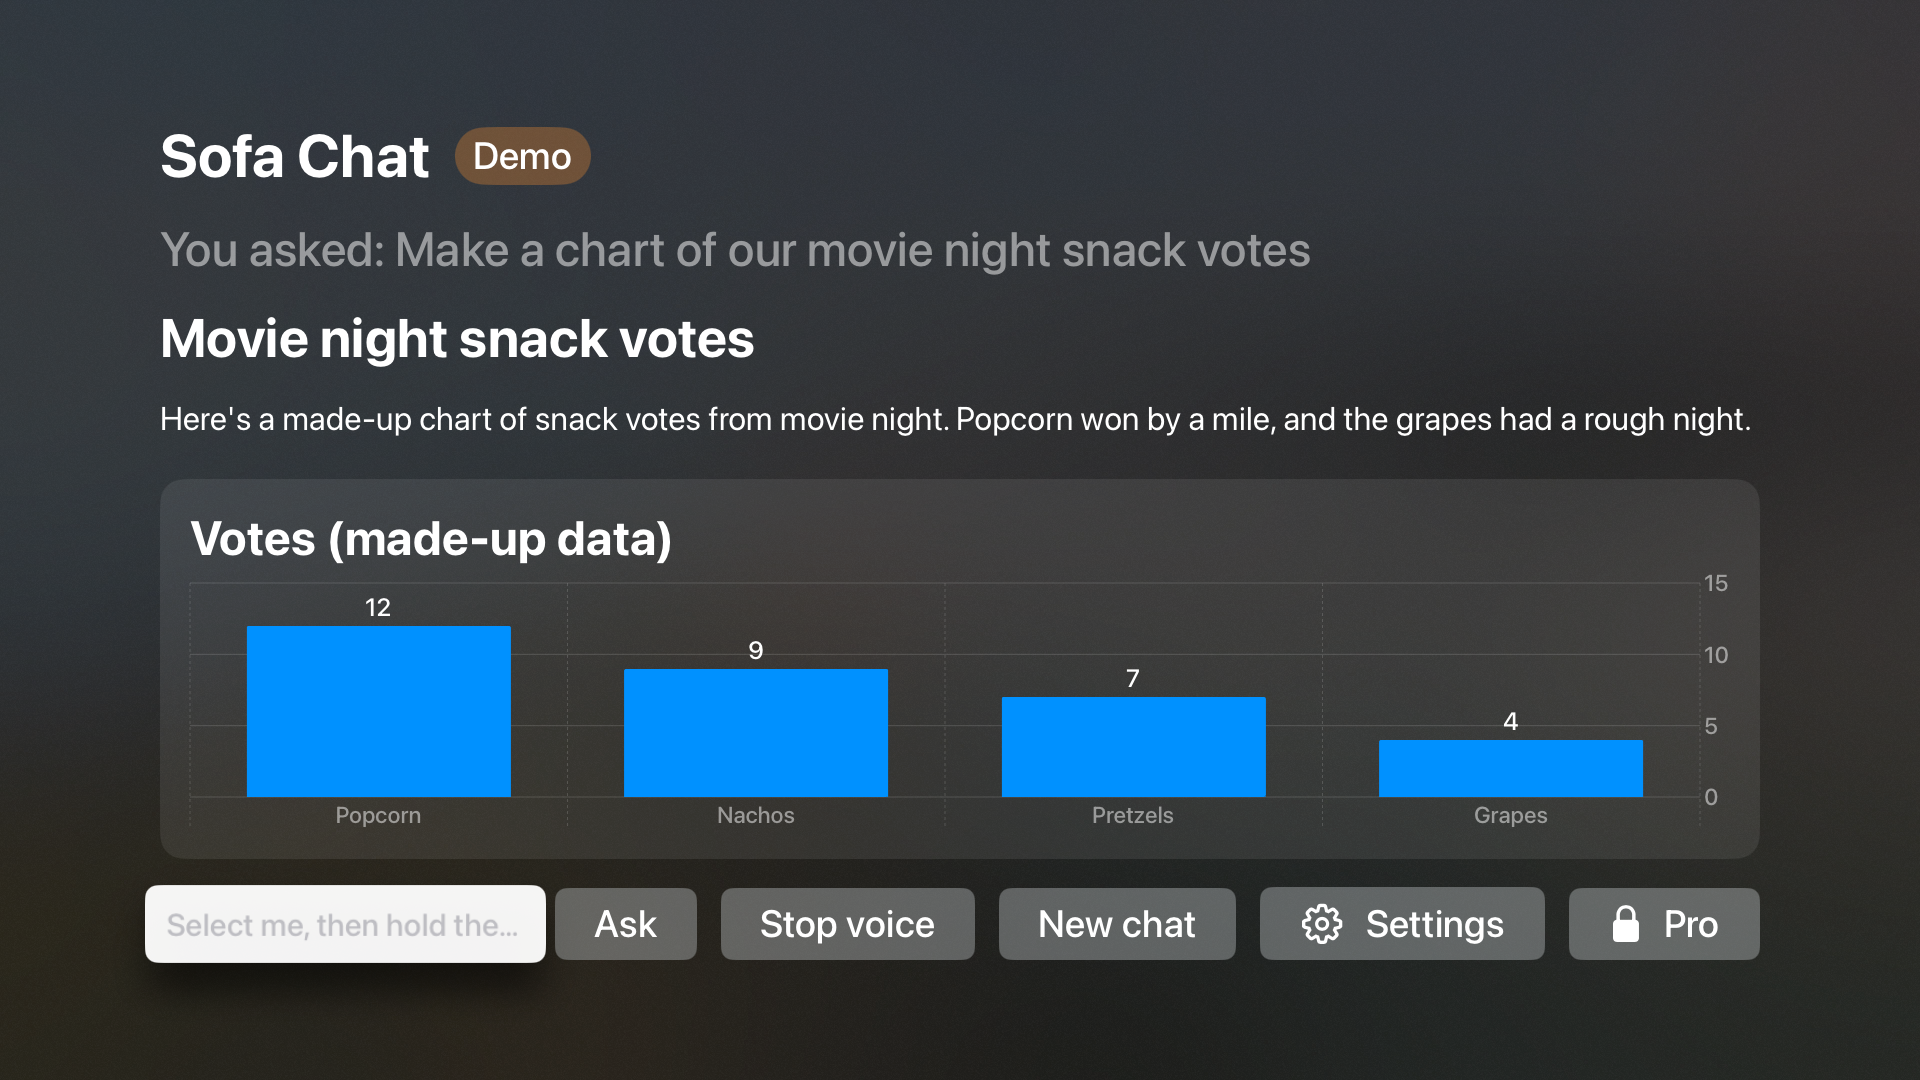 Sofa Chat Demo
You asked: Make a chart of our movie night snack votes
Movie night snack votes
Here's a made-up chart of snack votes from movie night. Popcorn won by a mile, and the grapes had a rough night.
Votes (made-up data)
15
12
10
9
7
5
4
0
Popcorn Nachos Pretzels Grapes
Select me, then hold the... Ask Stop voice New chat Settings Pro